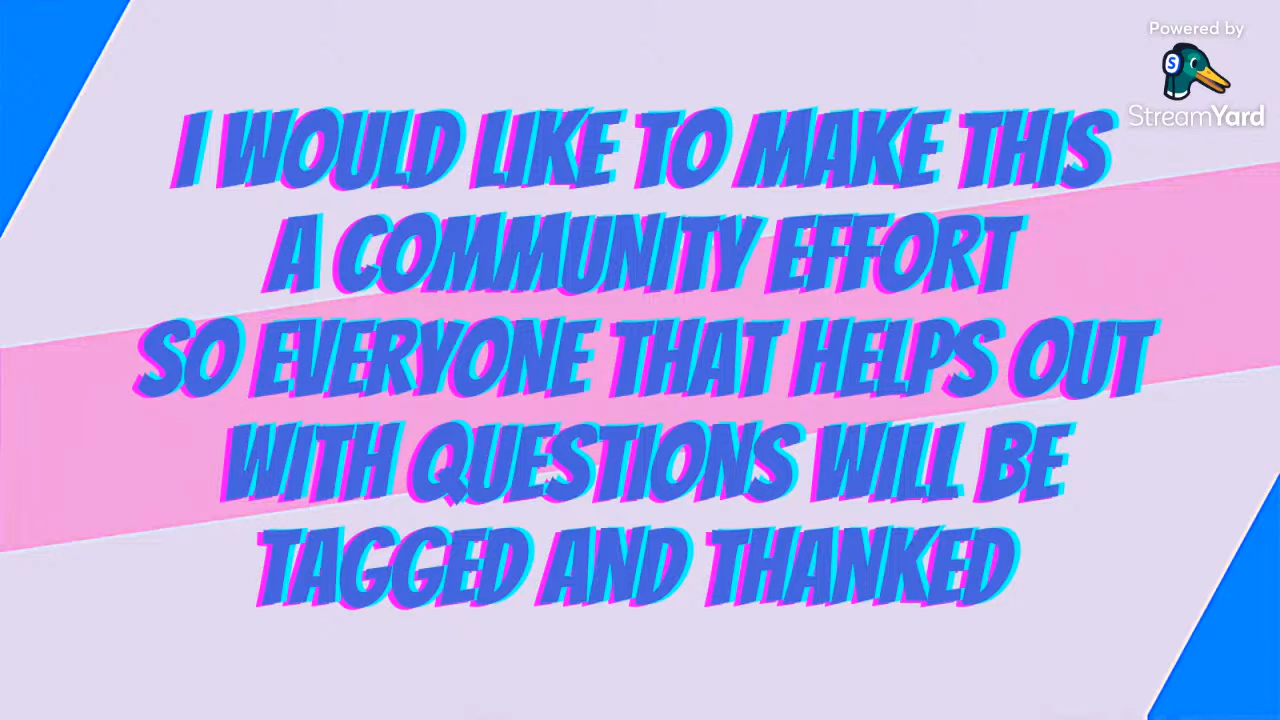 Powered by
StreamYard
I WOULD LIKE TO MAKE THIS
A COMMUNITY EFFORT
SO EVERYONE THAT HELPS OUT
WITH QUESTIONS WILL BE
TAGGED AND THANKED